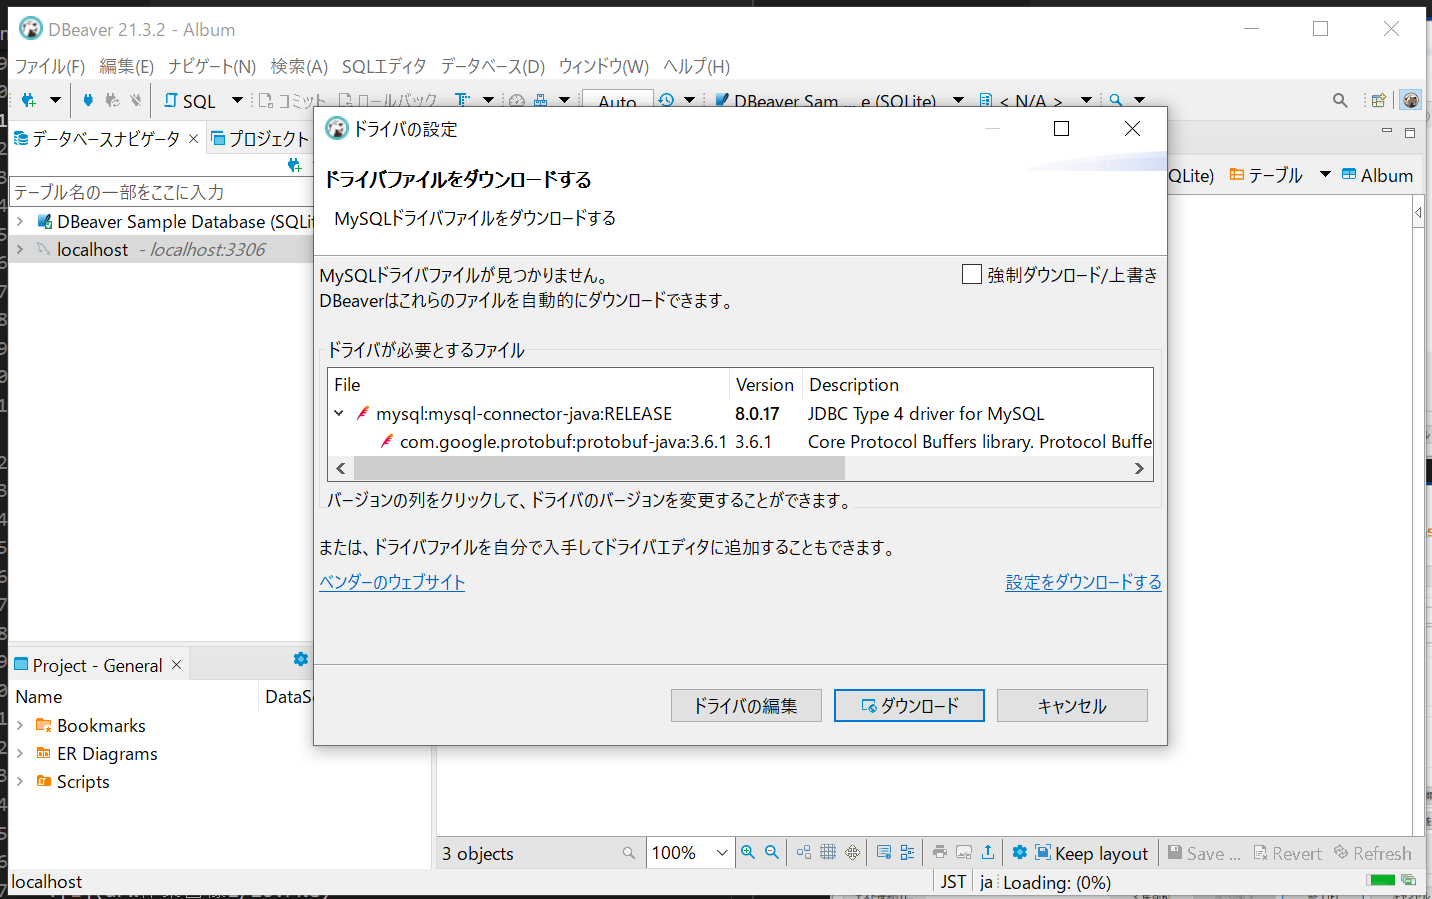 DBeaver 21.3.2 - Album
ファイル(F) 編集(E) ナビゲート(N) 検索(A) SQLエディタ データベース(D) ウィンドウ(W) ヘルプ(H)
SQL コミット ロールバック Auto DBeaver Sam ... e (SQLite) < N/A >
データベースナビゲータ プロジェクト
QLite) テーブル Album
テーブル名の一部をここに入力
DBeaver Sample Database (SQLit
localhost - localhost:3306
ドライバの設定
ドライバファイルをダウンロードする
MySQLドライバファイルをダウンロードする
MySQLドライバファイルが見つかりません。
DBeaverはこれらのファイルを自動的にダウンロードできます。
強制ダウンロード/上書き
ドライバが必要とするファイル
File Version Description
mysql:mysql-connector-java:RELEASE 8.0.17 JDBC Type 4 driver for MySQL
com.google.protobuf:protobuf-java:3.6.1 3.6.1 Core Protocol Buffers library. Protocol Buffe
バージョンの列をクリックして、ドライバのバージョンを変更することができます。
または、ドライバファイルを自分で入手してドライバエディタに追加することもできます。
ベンダーのウェブサイト 設定をダウンロードする
ドライバの編集 ダウンロード キャンセル
Project - General
Name DataSo
Bookmarks
ER Diagrams
Scripts
3 objects 100% Keep layout Save ... Revert Refresh
localhost JST ja Loading: (0%)